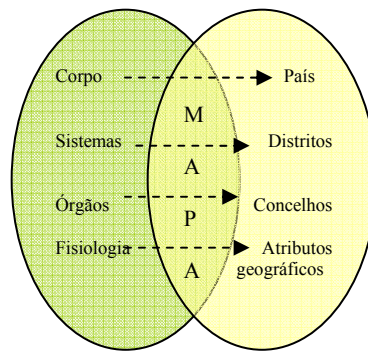 Corpo País
M
Sistemas Distritos
A
Órgãos Concelhos
P
Fisiologia Atributos
geográficos
A